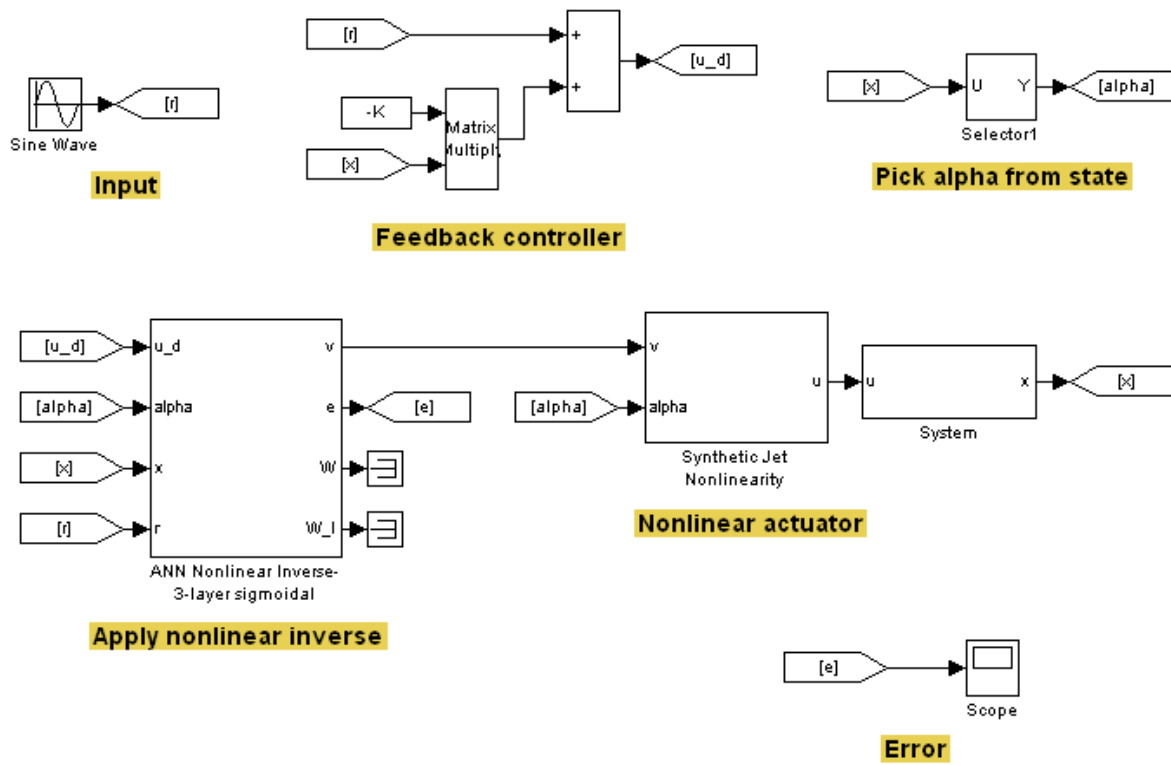 [r]
Sine Wave
Input
[r]
-K
[x]
Matrix
Multiply
+
+
[u_d]
Feedback controller
[x]
U
Y
Selector1
[alpha]
Pick alpha from state
[u_d]
[alpha]
[x]
[r]
u_d
alpha
x
r
v
e
W
W_I
[e]
ANN Nonlinear Inverse-
3-layer sigmoidal
Apply nonlinear inverse
[alpha]
v
alpha
u
Synthetic Jet
Nonlinearity
Nonlinear actuator
u
x
System
[x]
[e]
Scope
Error